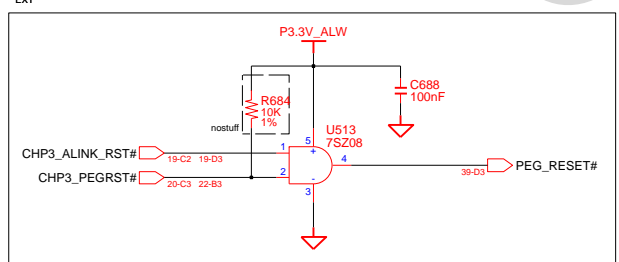 EXT
P3.3V_ALW
C688
100nF
R684
10K
1%
nostuff
U513
7SZ08
5
+
CHP3_ALINK_RST#
19-C2 19-D3
1
4
39-D3
PEG_RESET#
CHP3_PEGRST#
20-C3 22-B3
2
-
3